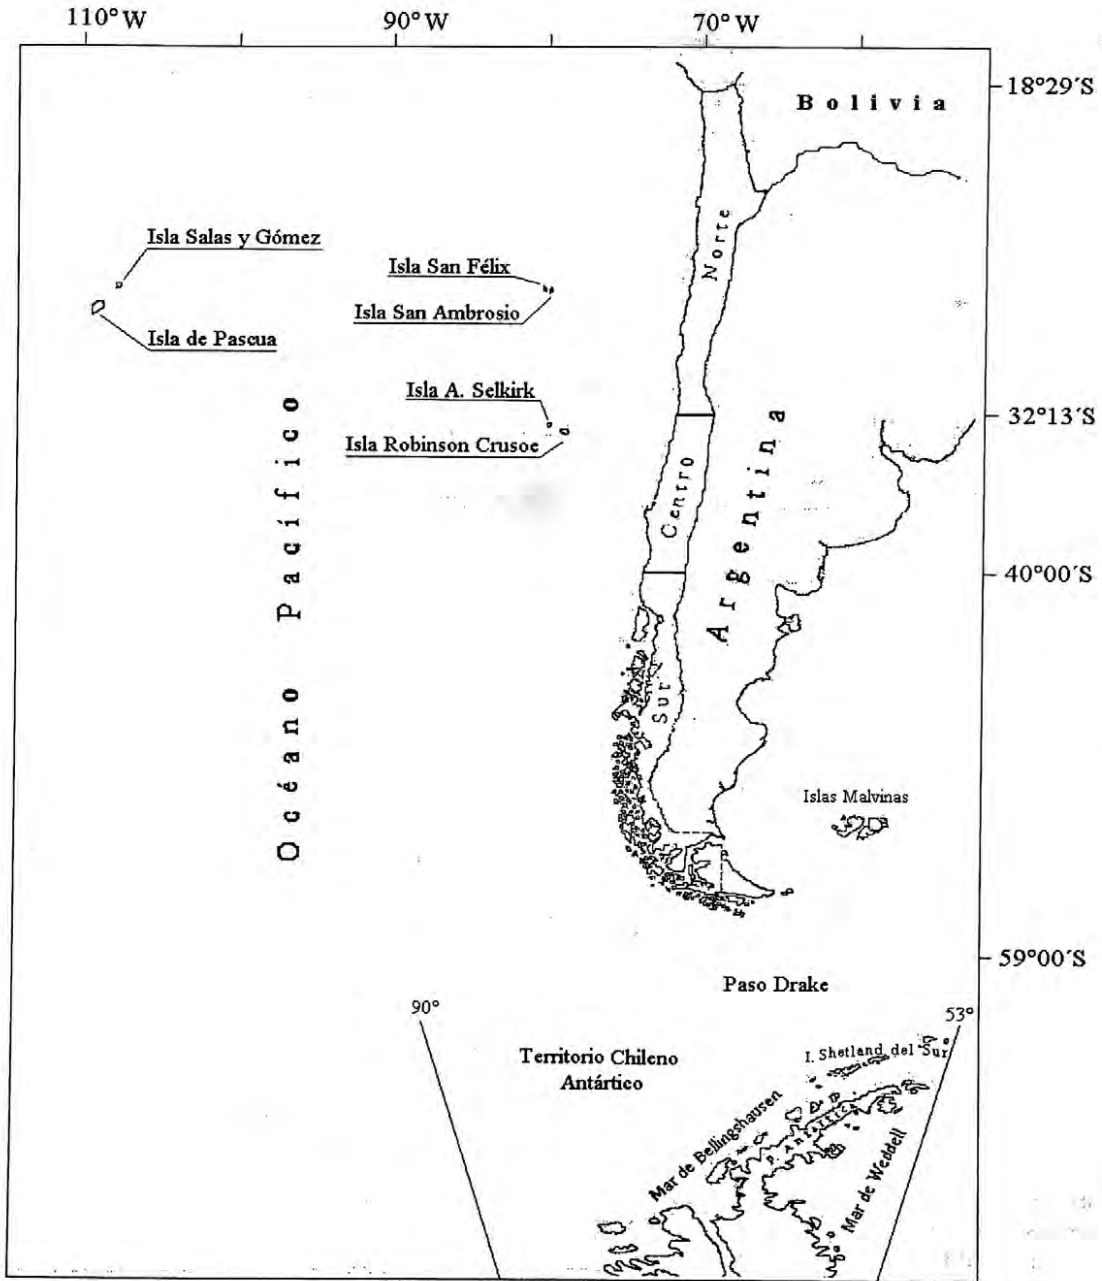 110°W 90°W 70°W
18°29´S
Bolivia
Isla Salas y Gómez
Norte
Isla San Félix
Isla San Ambrosio
Isla de Pascua
Isla A. Selkirk
32°13´S
Isla Robinson Crusoe
Océano Pacífico
Centro
Argentina
40°00´S
Sur
Islas Malvinas
59°00´S
Paso Drake
90°
53°
Territorio Chileno
Antártico
I. Shetland del Sur
Mar de Bellingshausen
Mar de Weddell